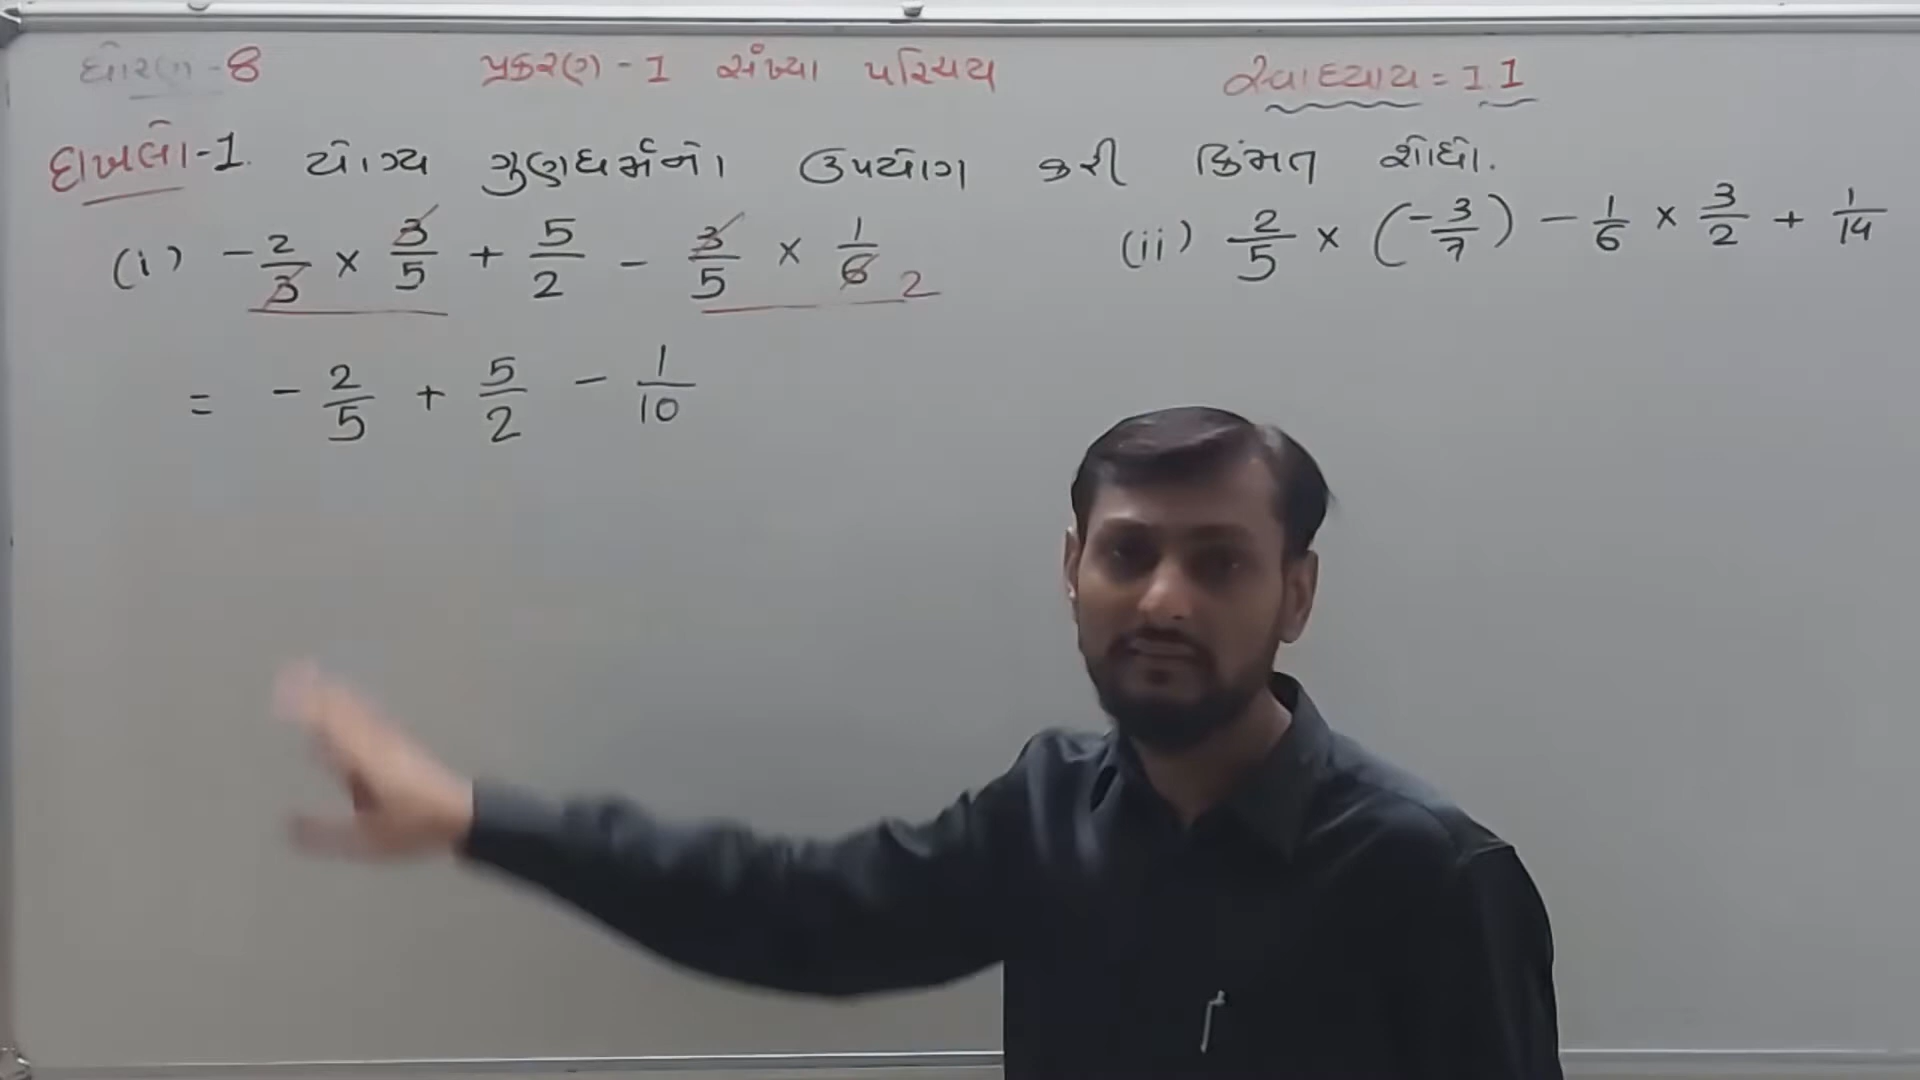 ધોરણ-8 પ્રકરણ-1 સંખ્યા પરિચય સ્વાધ્યાય = 1.1
દાખલો-1. યોગ્ય ગુણધર્મનો ઉપયોગ કરી કિંમત શોધો.
(i) -2/3 × 3/5 + 5/2 - 3/5 × 1/6 2
(ii) 2/5 × (-3/7) - 1/6 × 3/2 + 1/14
= -2/5 + 5/2 - 1/10